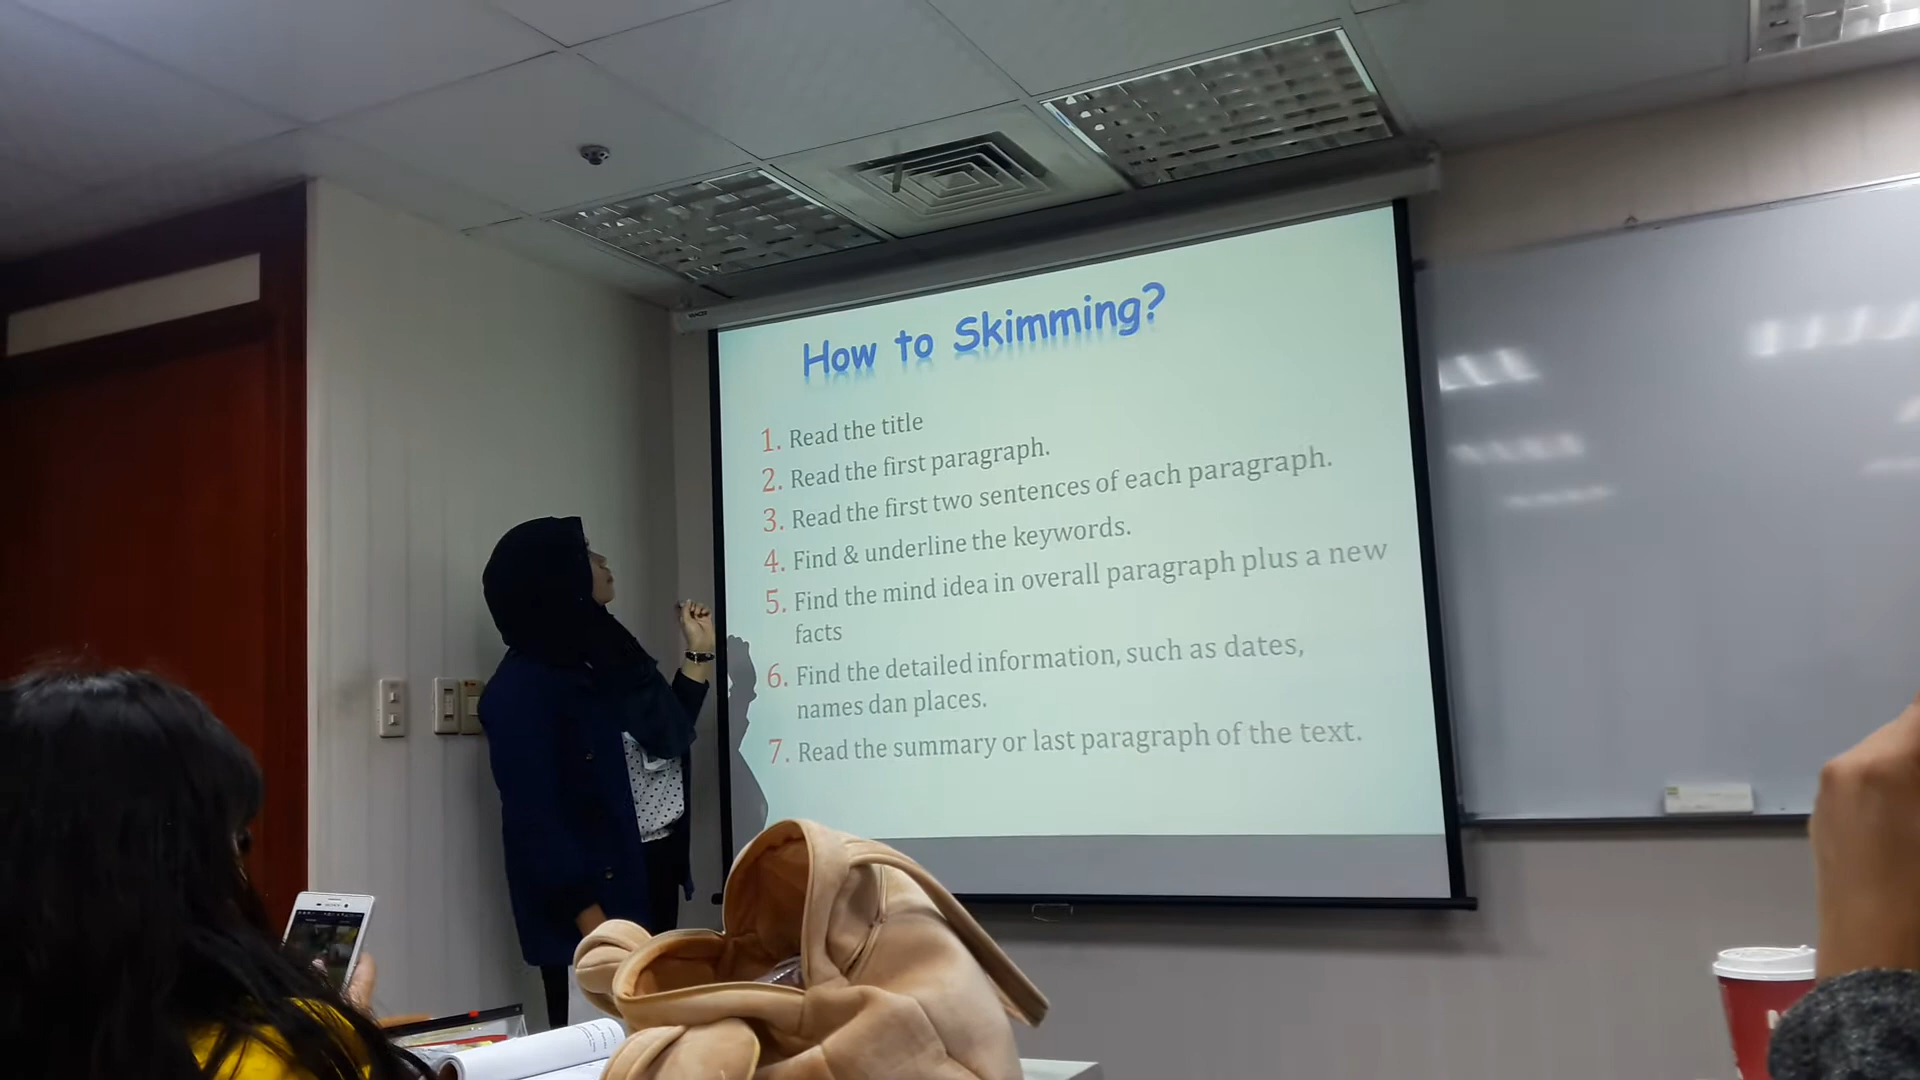 How to Skimming?
1. Read the title
2. Read the first paragraph.
3. Read the first two sentences of each paragraph.
4. Find & underline the keywords.
5. Find the mind idea in overall paragraph plus a new
facts
6. Find the detailed information, such as dates,
names dan places.
7. Read the summary or last paragraph of the text.
SONY